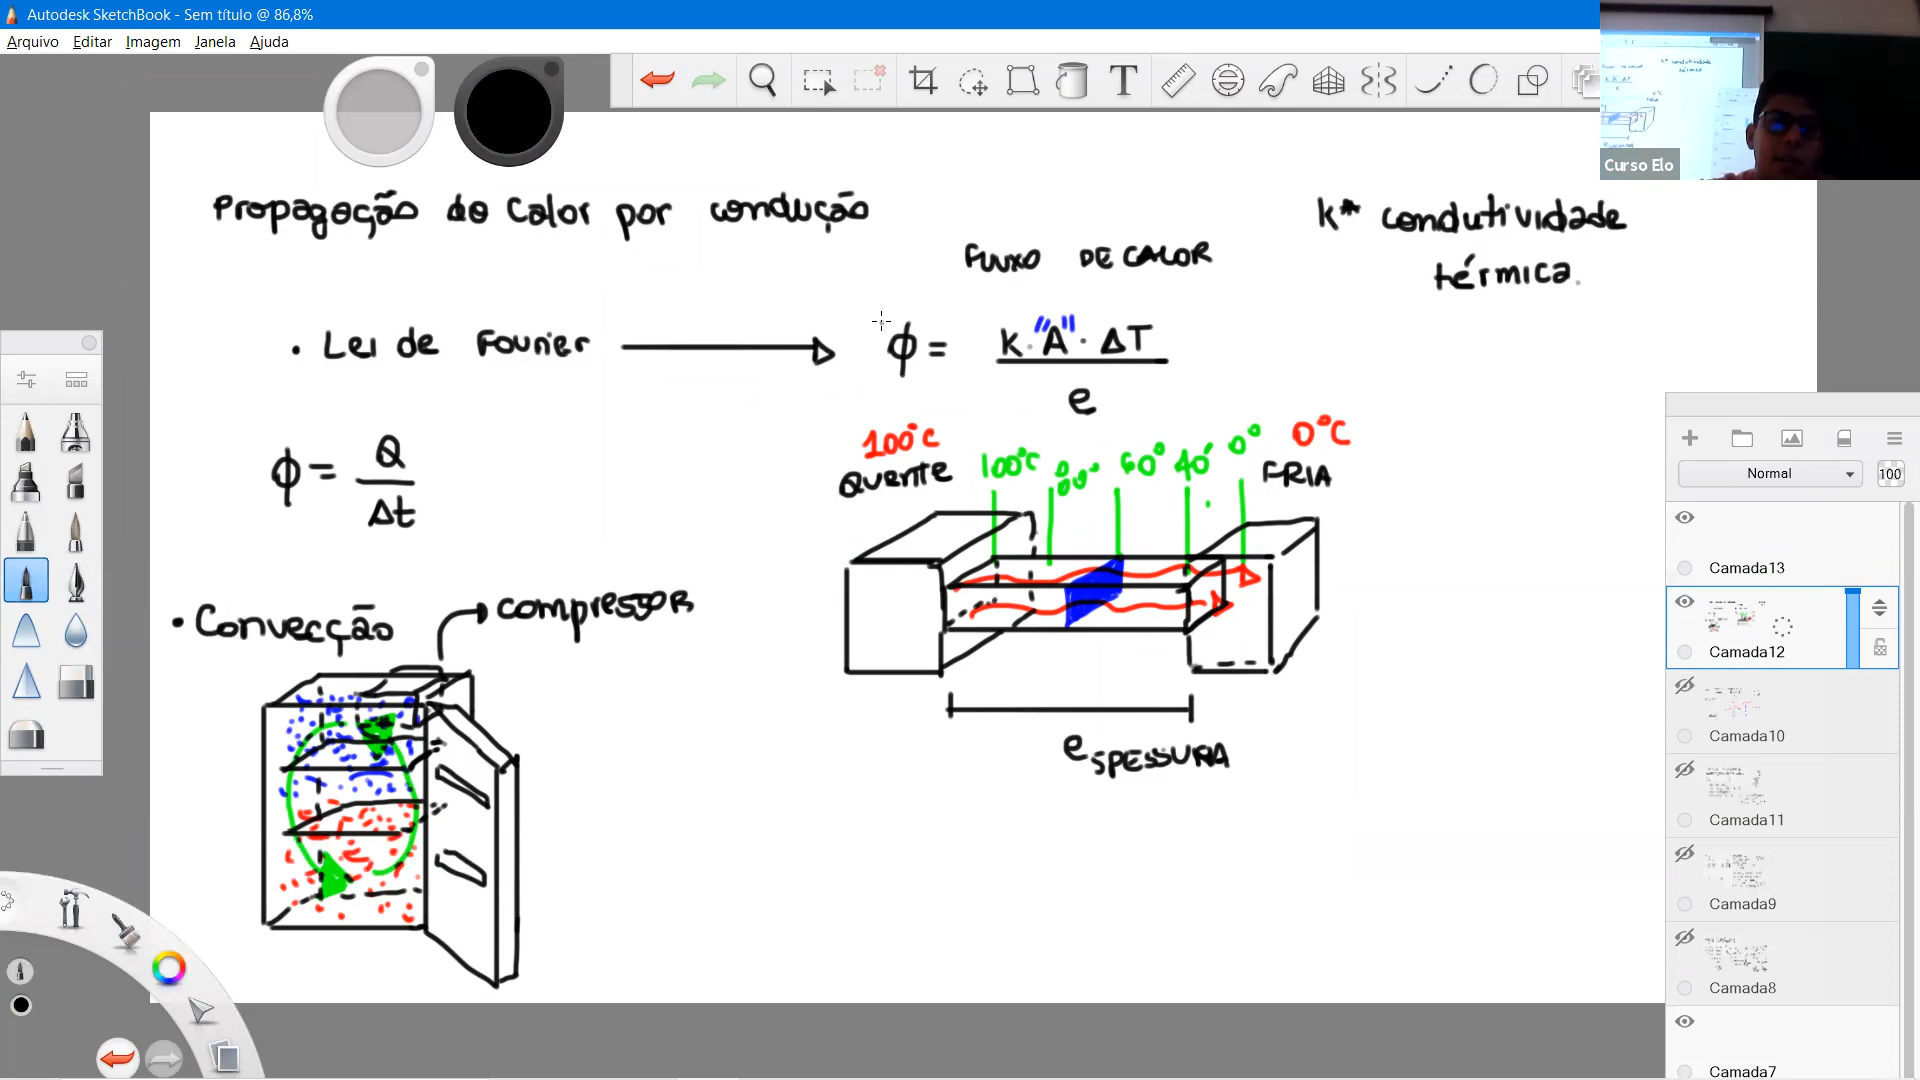 Autodesk SketchBook - Sem título @ 86,8%
Arquivo Editar Imagem Janela Ajuda
Curso Elo
Propagação do Calor por condução
k* condutividade
térmica.
FLUXO DE CALOR
• Lei de Fourier
ϕ = k."A".ΔT
e
ϕ = Q
Δt
100°C
QUENTE
100°C 80° 60° 40° 0°
0°C
FRIA
• Convecção
compressor
eSPESSURA
Normal
100
Camada13
Camada12
Camada10
Camada11
Camada9
Camada8
Camada7